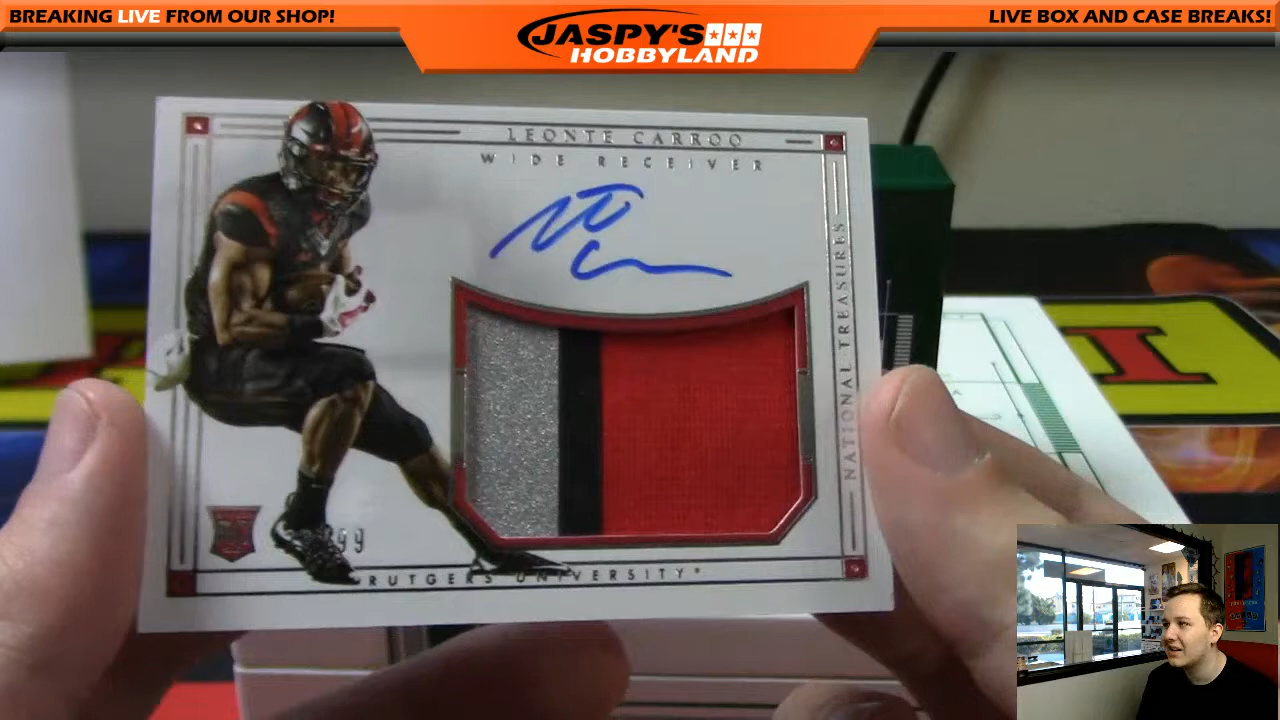 BREAKING LIVE FROM OUR SHOP!
JASPY'S
HOBBYLAND
LIVE BOX AND CASE BREAKS!
LEONTE CARROO
WIDE RECEIVER
NATIONAL TREASURES
99
RUTGERS UNIVERSITY